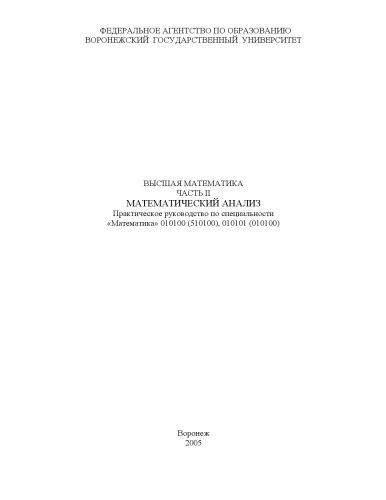 ФЕДЕРАЛЬНОЕ АГЕНТСТВО ПО ОБРАЗОВАНИЮ
ВОРОНЕЖСКИЙ ГОСУДАРСТВЕННЫЙ УНИВЕРСИТЕТ
ВЫСШАЯ МАТЕМАТИКА
ЧАСТЬ II
МАТЕМАТИЧЕСКИЙ АНАЛИЗ
Практическое руководство по специальности
«Математика» 010100 (510100), 010101 (010100)
Воронеж
2005